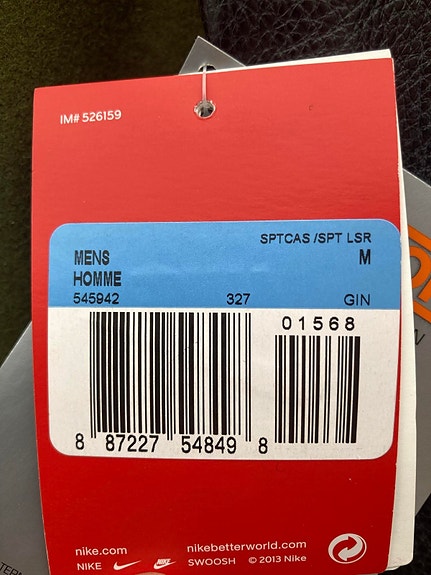 IM# 526159
SPTCAS /SPT LSR
MENS M
HOMME
545942 327 GIN
01568
8 87227 54849 8
nike.com nikebetterworld.com
NIKE SWOOSH © 2013 Nike